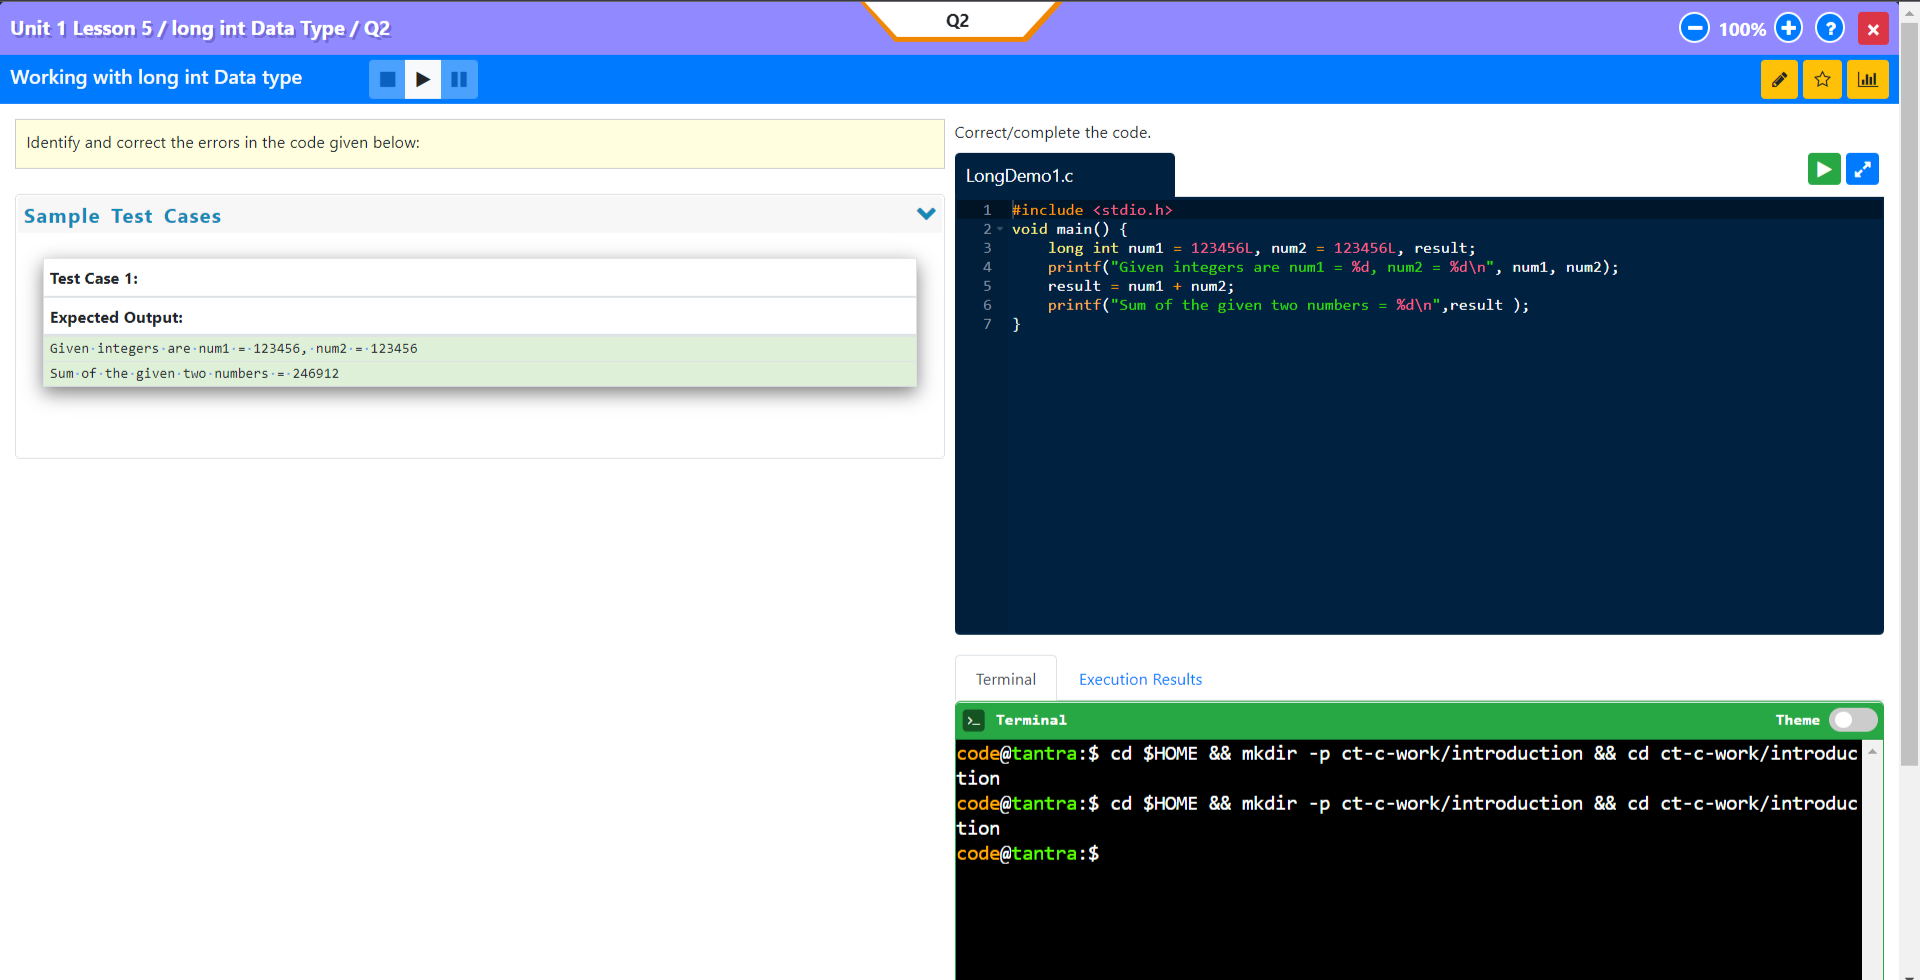 Unit 1 Lesson 5 / long int Data Type / Q2
Q2
100%
?
Working with long int Data type
Identify and correct the errors in the code given below:
Sample Test Cases
Test Case 1:
Expected Output:
Given·integers·are·num1·=·123456,·num2·=·123456
Sum·of·the·given·two·numbers·=·246912
Correct/complete the code.
LongDemo1.c
1 #include <stdio.h>
2 void main() {
3 long int num1 = 123456L, num2 = 123456L, result;
4 printf("Given integers are num1 = %d, num2 = %d\n", num1, num2);
5 result = num1 + num2;
6 printf("Sum of the given two numbers = %d\n",result );
7 }
Terminal
Execution Results
>_ Terminal
Theme
code@tantra:$ cd $HOME && mkdir -p ct-c-work/introduction && cd ct-c-work/introduc
tion
code@tantra:$ cd $HOME && mkdir -p ct-c-work/introduction && cd ct-c-work/introduc
tion
code@tantra:$